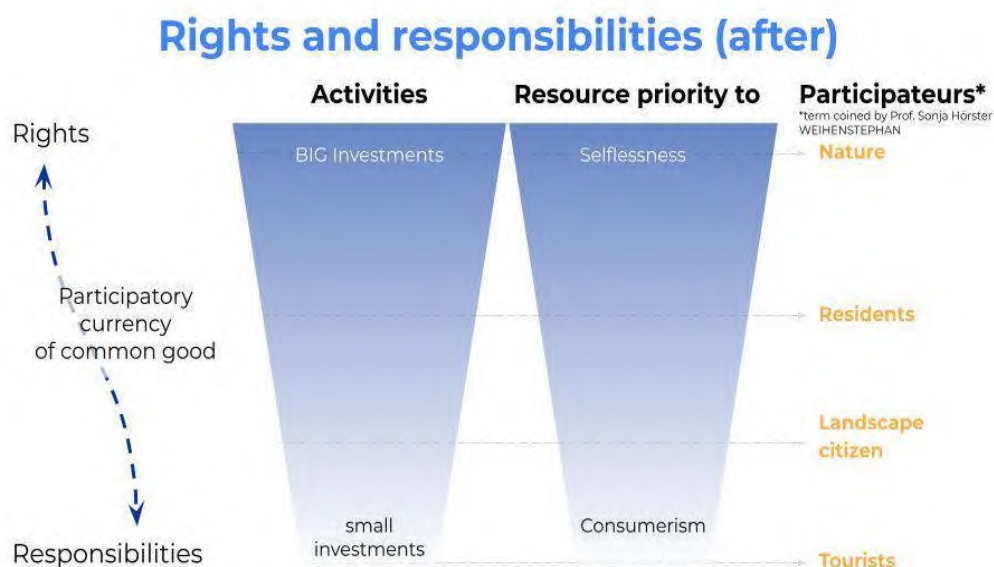 Rights and responsibilities (after)
Activities
Resource priority to
Participateurs*
*term coined by Prof. Sonja Hörster
WEIHENSTEPHAN
Rights
BIG Investments
Selflessness
Nature
Participatory
currency
of common good
Residents
Landscape
citizen
small
investments
Consumerism
Responsibilities
Tourists